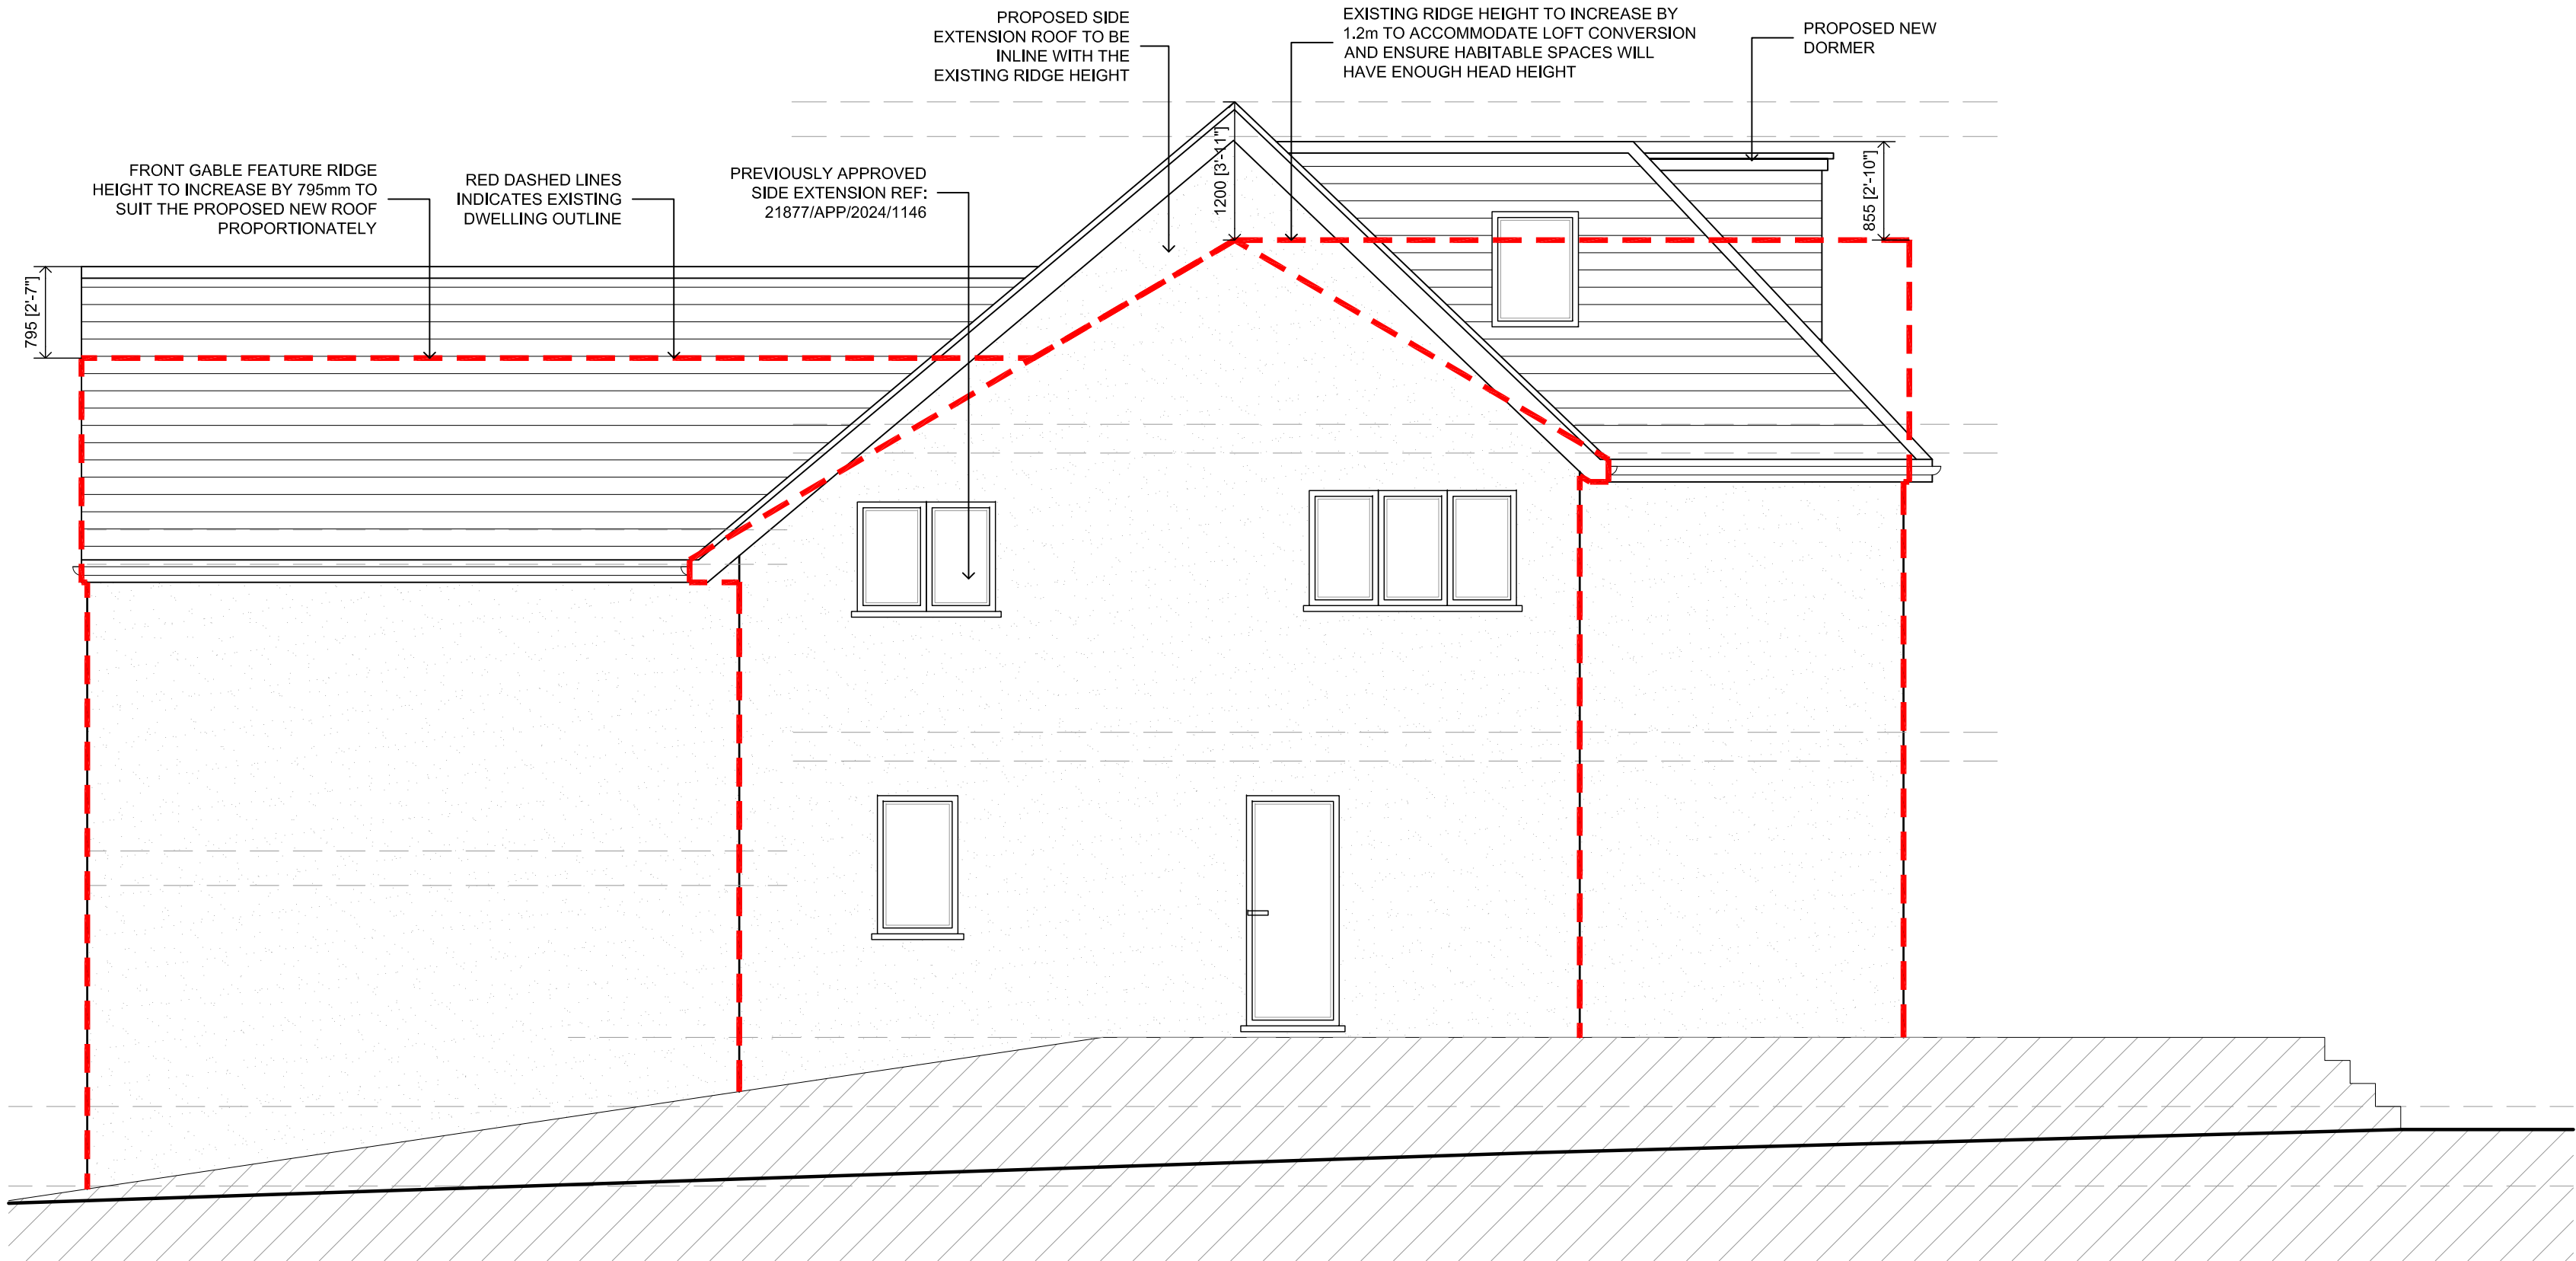 PROPOSED SIDE
EXTENSION ROOF TO BE
INLINE WITH THE
EXISTING RIDGE HEIGHT
EXISTING RIDGE HEIGHT TO INCREASE BY
1.2m TO ACCOMMODATE LOFT CONVERSION
AND ENSURE HABITABLE SPACES WILL
HAVE ENOUGH HEAD HEIGHT
PROPOSED NEW
DORMER
FRONT GABLE FEATURE RIDGE
HEIGHT TO INCREASE BY 795mm TO
SUIT THE PROPOSED NEW ROOF
PROPORTIONATELY
RED DASHED LINES
INDICATES EXISTING
DWELLING OUTLINE
PREVIOUSLY APPROVED
SIDE EXTENSION REF:
21877/APP/2024/1146
1200 [3'-11"]
855 [2'-10"]
795 [2'-7"]